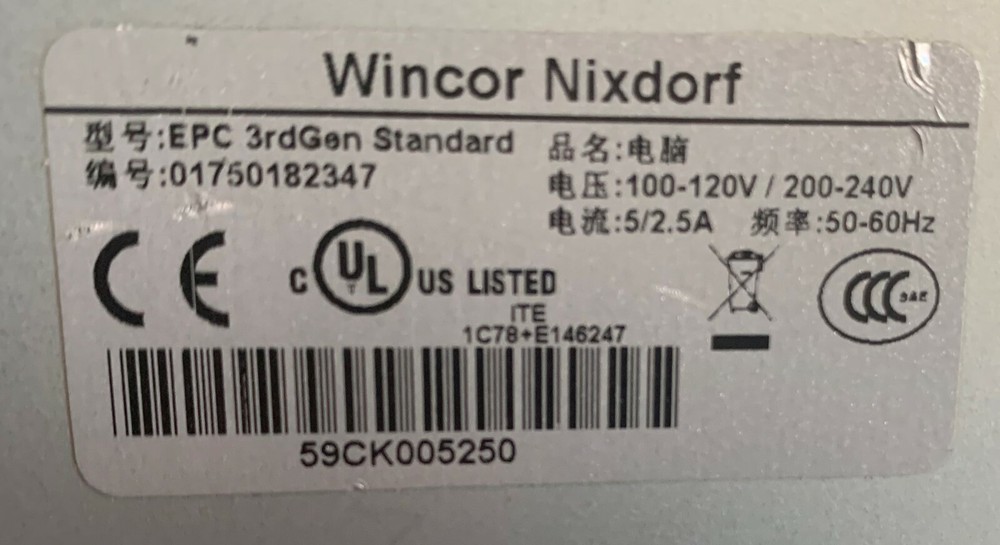 Wincor Nixdorf
型号:EPC 3rdGen Standard
编号:01750182347
品名:电脑
电压:100-120V / 200-240V
电流:5/2.5A 频率:50-60Hz
CE
C UL US LISTED
ITE
1C78+E146247
CCC S&E
59CK005250